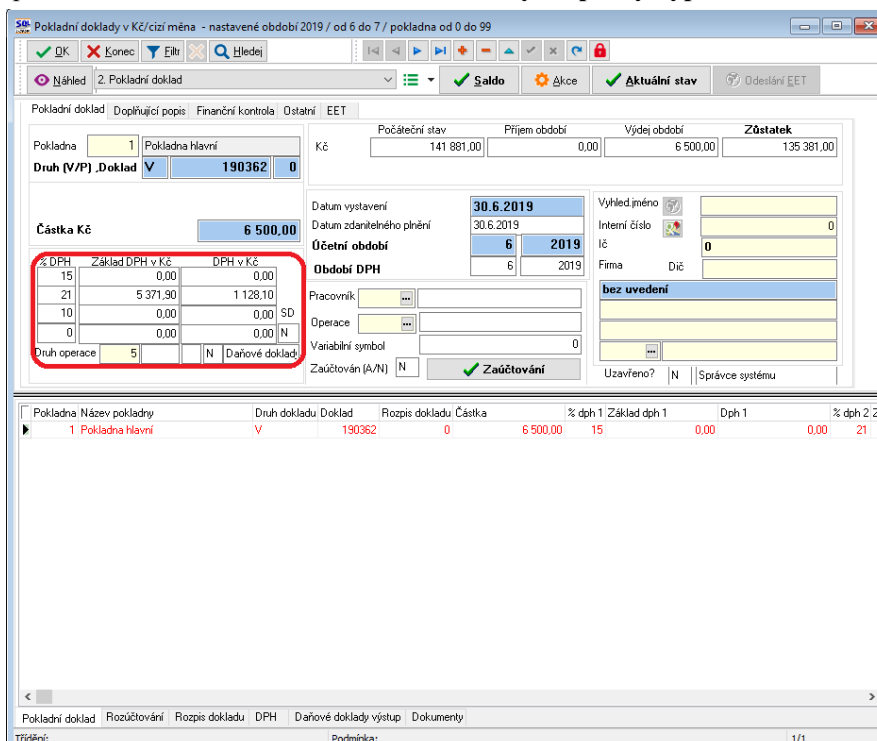 Pokladní doklady v Kč/cizí měna - nastavené období 2019 / od 6 do 7 / pokladna od 0 do 99
OK Konec Filtr Hledej
Náhled 2. Pokladní doklad Saldo Akce Aktuální stav Odeslání EET
Pokladní doklad Doplňující popis Finanční kontrola Ostatní EET
Počáteční stav Příjem období Výdej období Zůstatek
Pokladna 1 Pokladna hlavní Kč 141 881,00 0,00 6 500,00 135 381,00
Druh (V/P) ,Doklad V 190362 0
Datum vystavení 30.6.2019 Vyhled.jméno
Částka Kč 6 500,00 Datum zdanitelného plnění 30.6.2019 Interní číslo 0
Účetní období 6 2019 Ič 0
% DPH Základ DPH v Kč DPH v Kč
15 0,00 0,00 Období DPH 6 2019 Firma Dič
21 5 371,90 1 128,10 Pracovník bez uvedení
10 0,00 0,00 SD
0 0,00 0,00 N Operace
Druh operace 5 N Daňové doklady Variabilní symbol 0
Zaúčtován (A/N) N Zaúčtování Uzavřeno? N Správce systému
Pokladna Název pokladny Druh dokladu Doklad Rozpis dokladu Částka % dph 1 Základ dph 1 Dph 1 % dph 2 Z
1 Pokladna hlavní V 190362 0 6 500,00 15 0,00 0,00 21
Pokladní doklad Rozúčtování Rozpis dokladu DPH Daňové doklady výstup Dokumenty
Třídění: Podmínka: 1/1